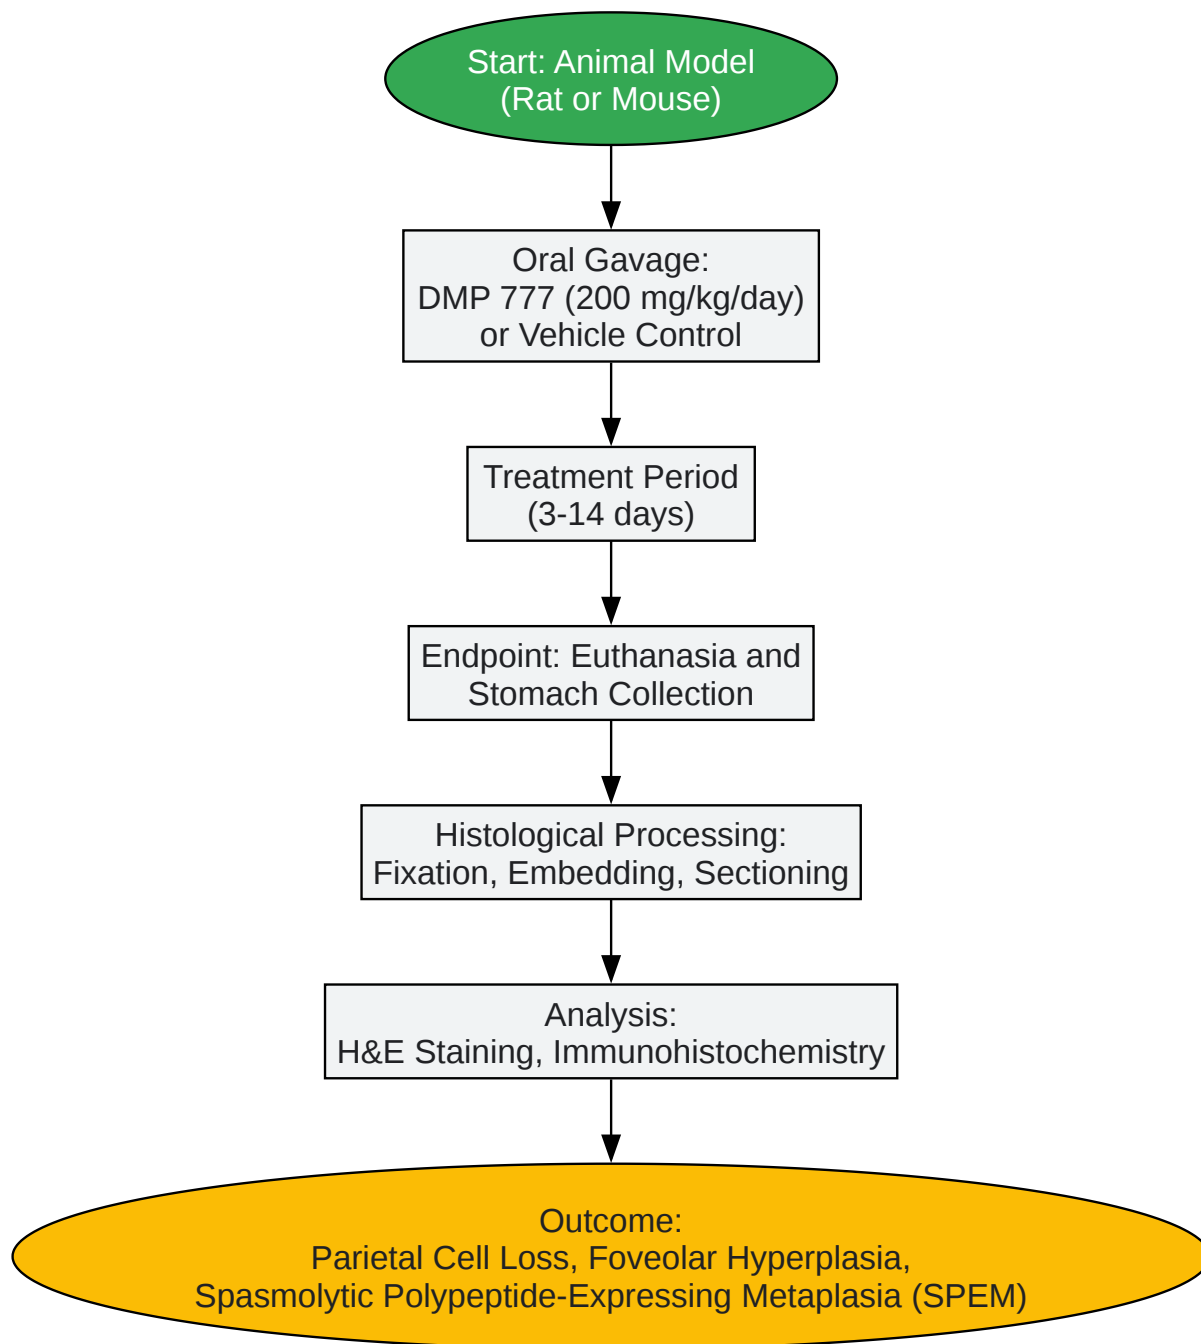 Start: Animal Model
(Rat or Mouse)
Oral Gavage:
DMP 777 (200 mg/kg/day)
or Vehicle Control
Treatment Period
(3-14 days)
Endpoint: Euthanasia and
Stomach Collection
Histological Processing:
Fixation, Embedding, Sectioning
Analysis:
H&E Staining, Immunohistochemistry
Outcome:
Parietal Cell Loss, Foveolar Hyperplasia,
Spasmolytic Polypeptide-Expressing Metaplasia (SPEM)